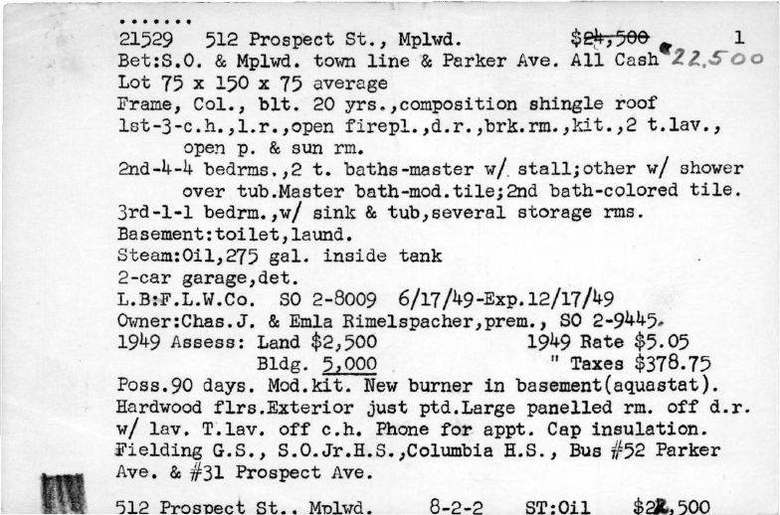 .......
21529 512 Prospect St., Mplwd. $24,500 1
Bet:S.O. & Mplwd. town line & Parker Ave. All Cash 22,500
Lot 75 x 150 x 75 average
Frame, Col., blt. 20 yrs.,composition shingle roof
1st-3-c.h.,l.r.,open firepl.,d.r.,brk.rm.,kit.,2 t.lav.,
open p. & sun rm.
2nd-4-4 bedrms.,2 t. baths-master w/ stall;other w/ shower
over tub.Master bath-mod.tile;2nd bath-colored tile.
3rd-1-1 bedrm.,w/ sink & tub,several storage rms.
Basement:toilet,laund.
Steam:Oil,275 gal. inside tank
2-car garage,det.
L.B:F.L.W.Co. SO 2-8009 6/17/49-Exp.12/17/49
Owner:Chas.J. & Emla Rimelspacher,prem., SO 2-9445.
1949 Assess: Land $2,500 1949 Rate $5.05
Bldg. 5,000 " Taxes $378.75
Poss.90 days. Mod.kit. New burner in basement(aquastat).
Hardwood flrs.Exterior just ptd.Large panelled rm. off d.r.
w/ lav. T.lav. off c.h. Phone for appt. Cap insulation.
Fielding G.S., S.O.Jr.H.S.,Columbia H.S., Bus #52 Parker
Ave. & #31 Prospect Ave.
512 Prospect St., Mplwd. 8-2-2 ST:Oil $22,500